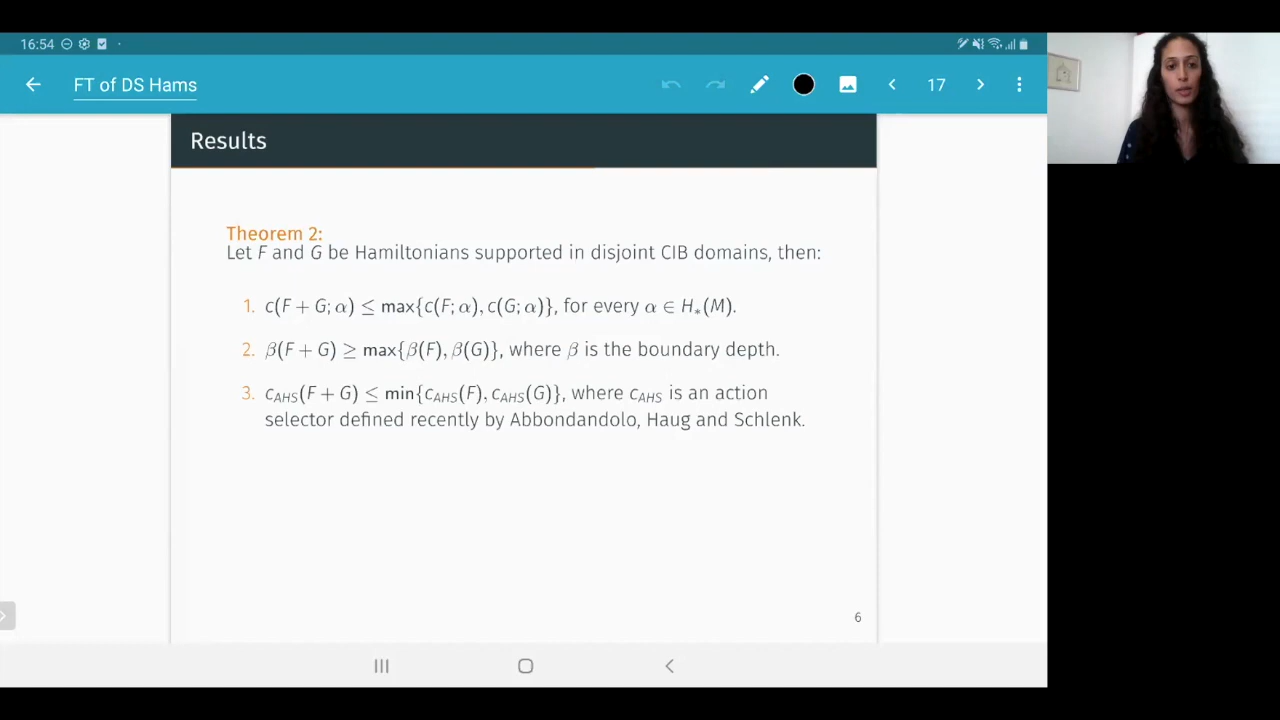 16:54
FT of DS Hams
17
Results
Theorem 2:
Let F and G be Hamiltonians supported in disjoint CIB domains, then:
1. c(F + G; α) ≤ max{c(F; α), c(G; α)}, for every α ∈ H∗(M).
2. β(F + G) ≥ max{β(F), β(G)}, where β is the boundary depth.
3. c_AHS(F + G) ≤ min{c_AHS(F), c_AHS(G)}, where c_AHS is an action
selector defined recently by Abbondandolo, Haug and Schlenk.
6